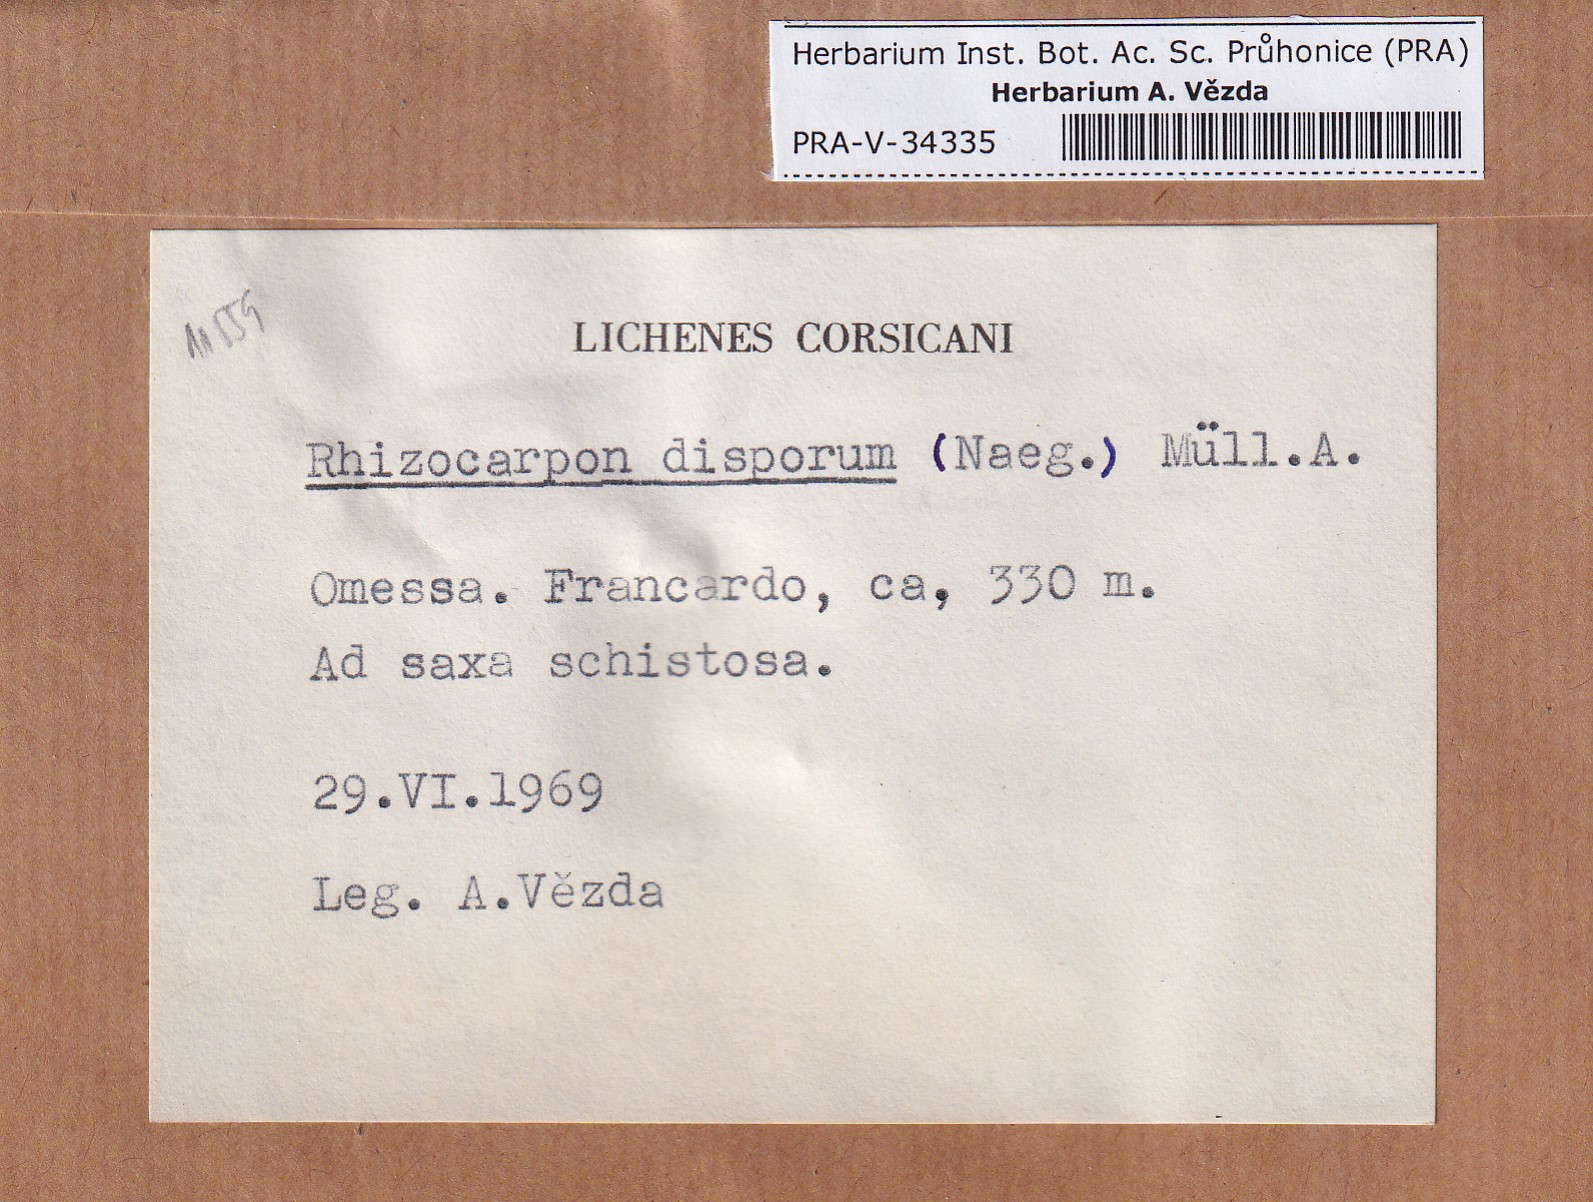 Herbarium Inst. Bot. Ac. Sc. Průhonice (PRA)
Herbarium A. Vězda
PRA-V-34335
11559
LICHENES CORSICANI
Rhizocarpon disporum (Naeg.) Müll.A.
Omessa. Francardo, ca, 330 m.
Ad saxa schistosa.
29.VI.1969
Leg. A.Vězda